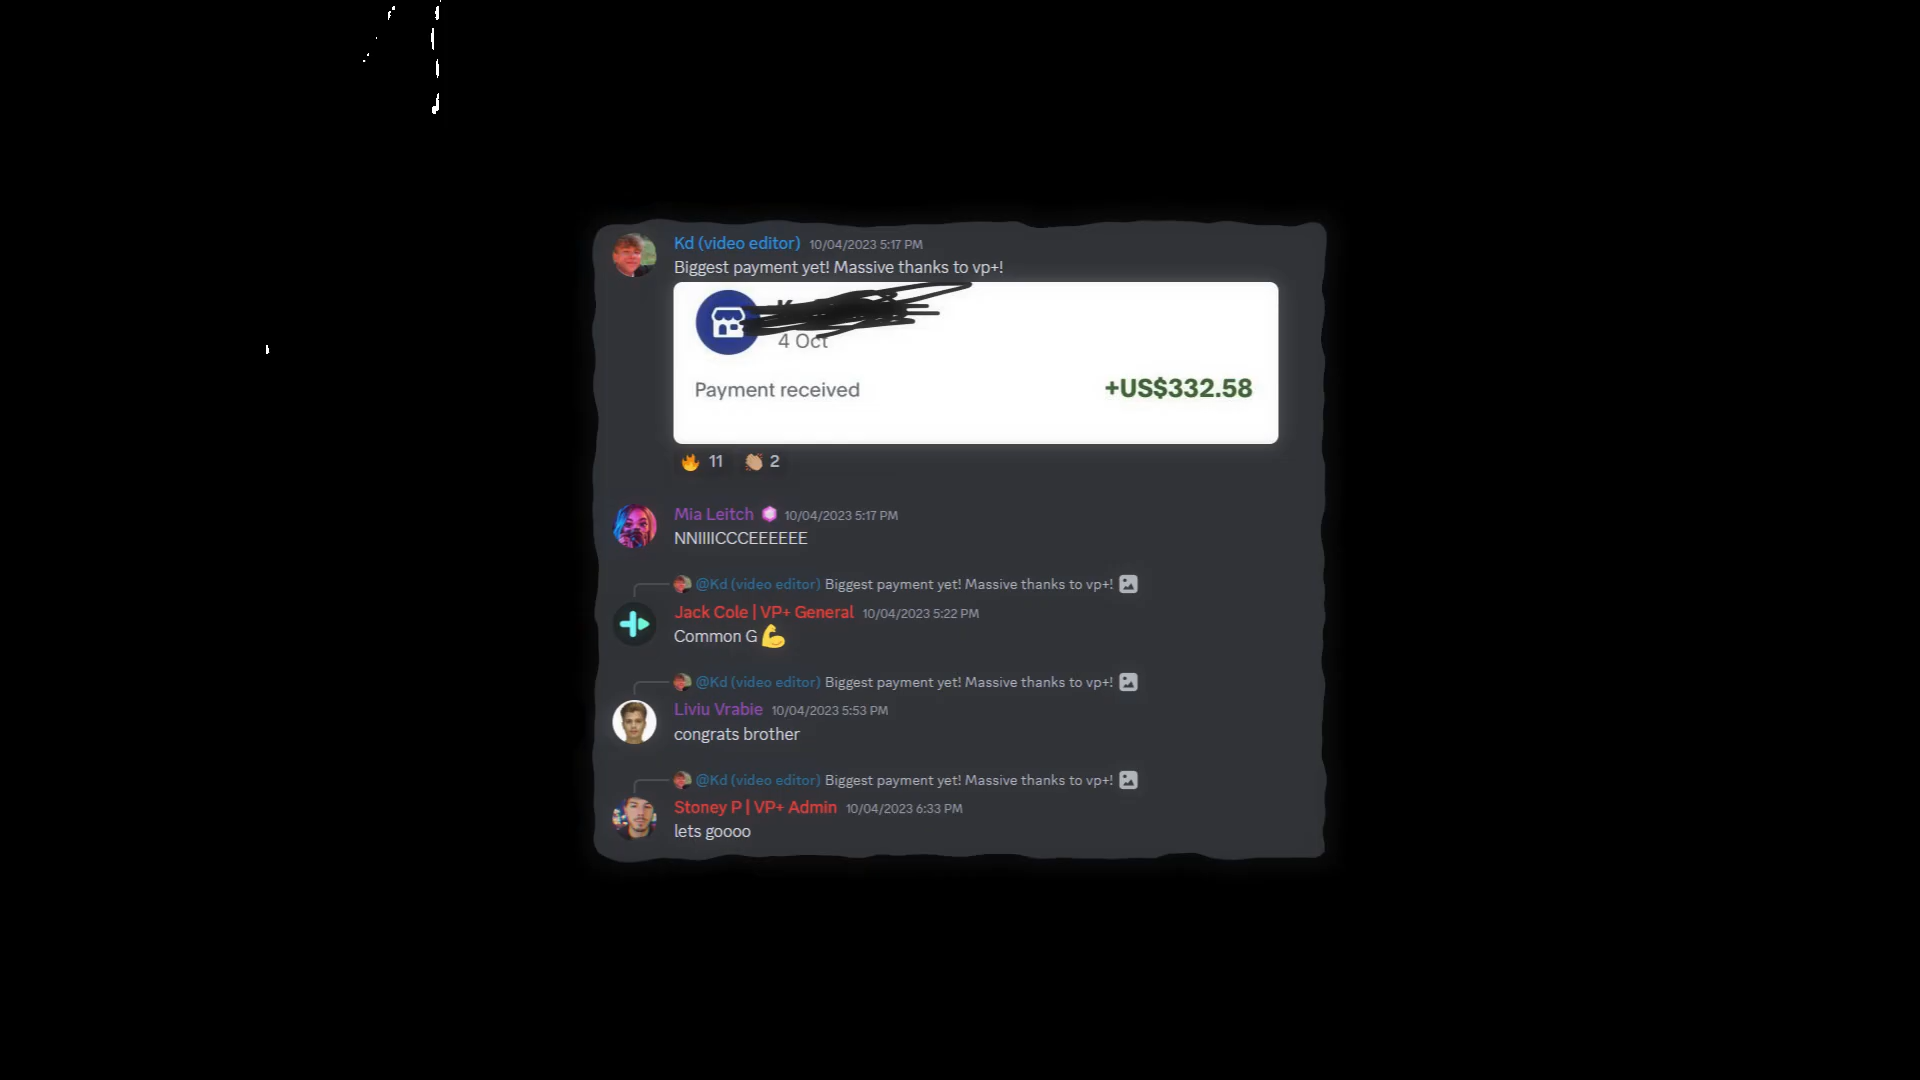 Kd (video editor) 10/04/2023 5:17 PM
Biggest payment yet! Massive thanks to vp+!
4 Oct
Payment received +US$332.58
🔥 11 👏🏼 2
Mia Leitch 10/04/2023 5:17 PM
NNIIIICCCEEEEEE
@Kd (video editor) Biggest payment yet! Massive thanks to vp+!
Jack Cole | VP+ General 10/04/2023 5:22 PM
Common G 💪
@Kd (video editor) Biggest payment yet! Massive thanks to vp+!
Liviu Vrabie 10/04/2023 5:53 PM
congrats brother
@Kd (video editor) Biggest payment yet! Massive thanks to vp+!
Stoney P | VP+ Admin 10/04/2023 6:33 PM
lets goooo